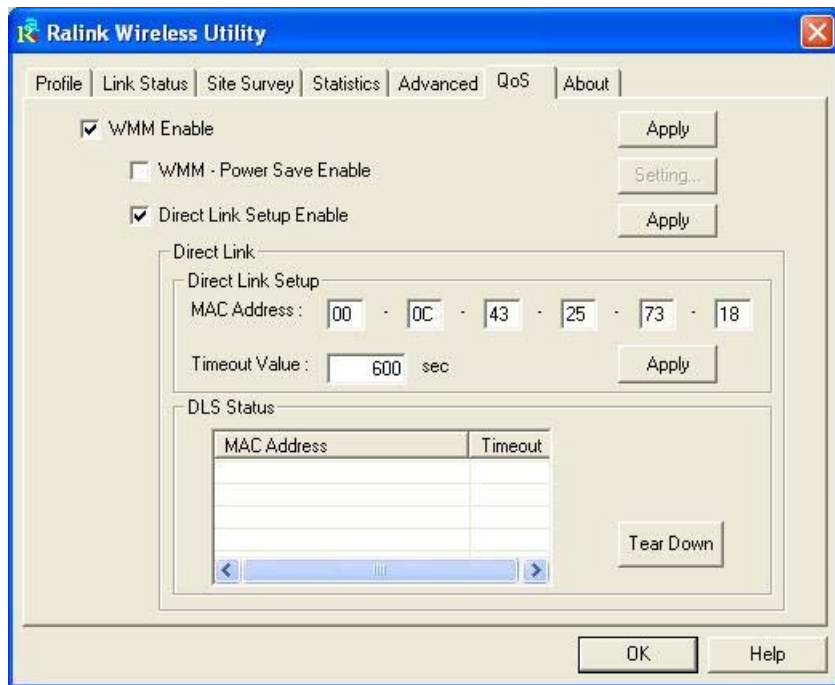 Ralink Wireless Utility
Profile Link Status Site Survey Statistics Advanced QoS About
WMM Enable Apply
WMM - Power Save Enable Setting...
Direct Link Setup Enable Apply
Direct Link
Direct Link Setup
MAC Address : 00 - 0C - 43 - 25 - 73 - 18
Timeout Value : 600 sec Apply
DLS Status
MAC Address Timeout
Tear Down
OK Help